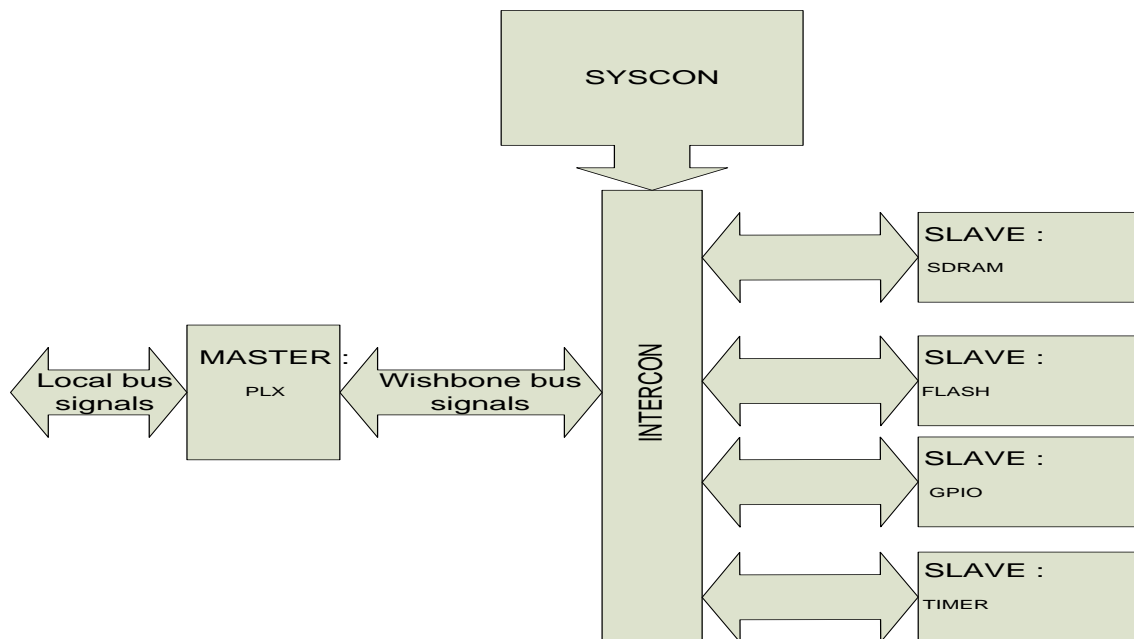 SYSCON
SLAVE :
SDRAM
MASTER :
PLX
Local bus
signals
Wishbone bus
signals
INTERCON
SLAVE :
FLASH
SLAVE :
GPIO
SLAVE :
TIMER